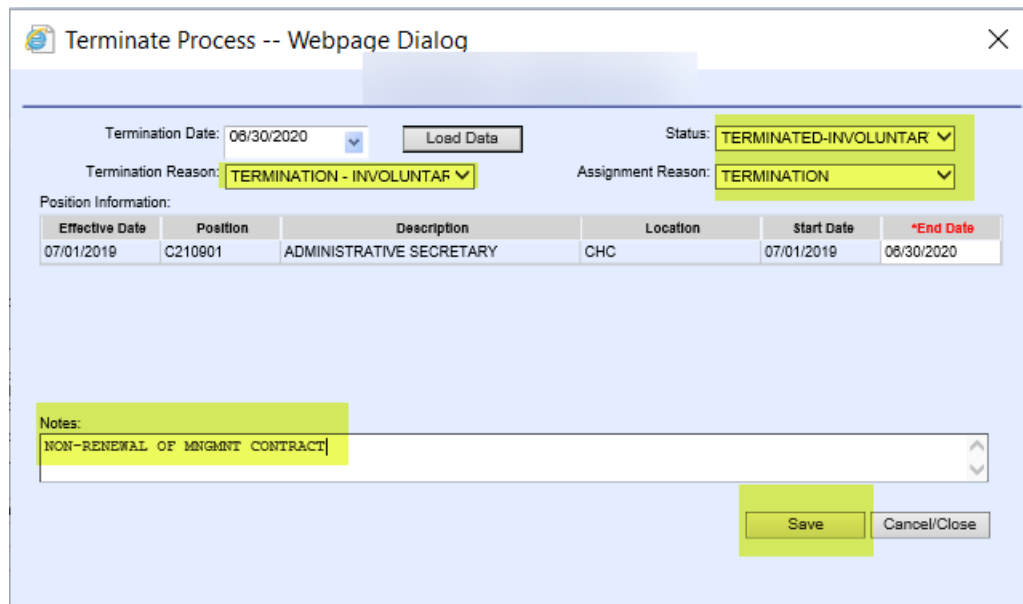 Terminate Process -- Webpage Dialog
Termination Date: 06/30/2020 Load Data Status: TERMINATED-INVOLUNTAR
Termination Reason: TERMINATION - INVOLUNTAR Assignment Reason: TERMINATION
Position Information:
Effective Date Position Description Location Start Date *End Date
07/01/2019 C210901 ADMINISTRATIVE SECRETARY CHC 07/01/2019 06/30/2020
Notes:
NON-RENEWAL OF MNGMNT CONTRACT
Save Cancel/Close